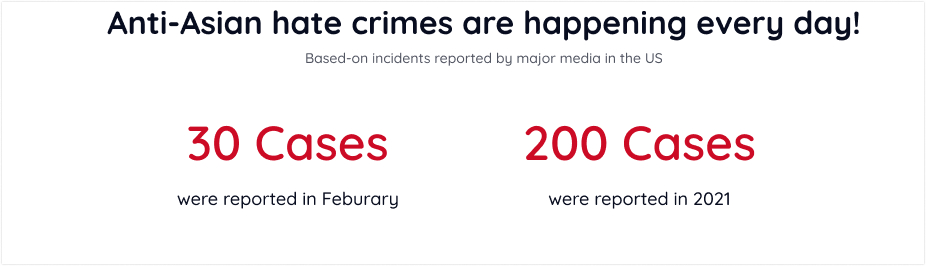 Anti-Asian hate crimes are happening every day!
Based-on incidents reported by major media in the US
30 Cases
200 Cases
were reported in Feburary
were reported in 2021